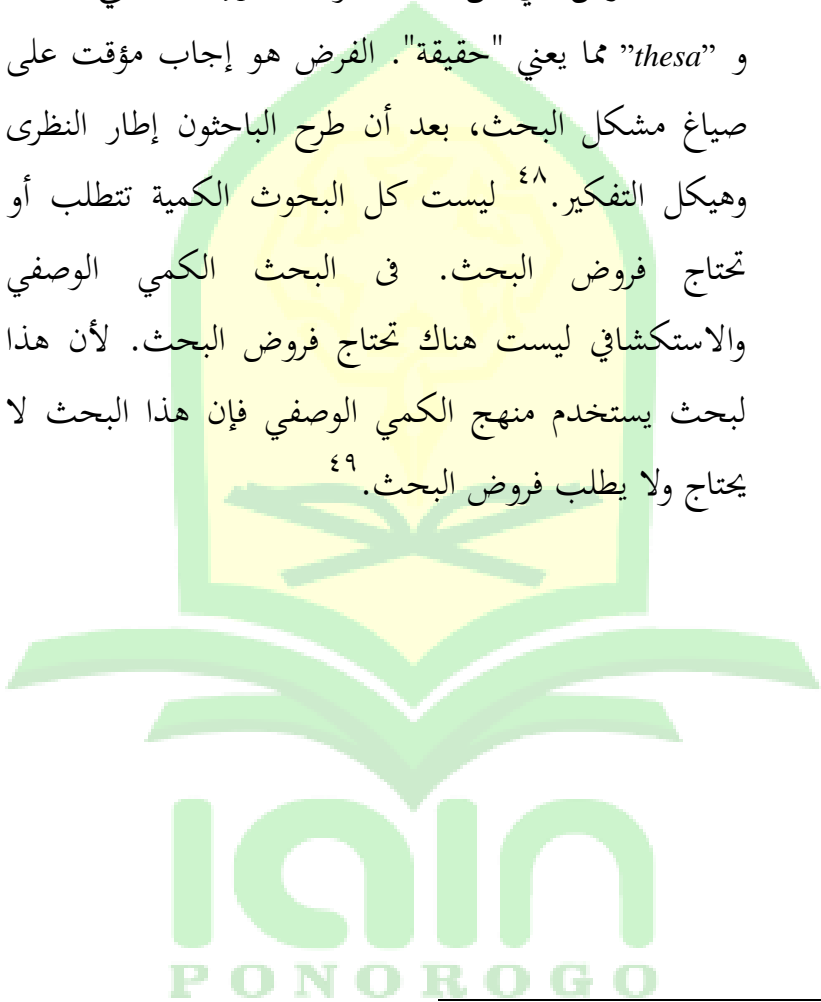 و ”thesa“ مما يعني "حقيقة". الفرض هو إجاب مؤقت على
صياغ مشكل البحث، بعد أن طرح الباحثون إطار النظرى
وهيكل التفكير.٤٨ ليست كل البحوث الكمية تتطلب أو
تحتاج فروض البحث. فى البحث الكمي الوصفي
والاستكشافي ليست هناك تحتاج فروض البحث. لأن هذا
لبحث يستخدم منهج الكمي الوصفي فإن هذا البحث لا
يحتاج ولا يطلب فروض البحث.٤٩
iain
PONOROGO